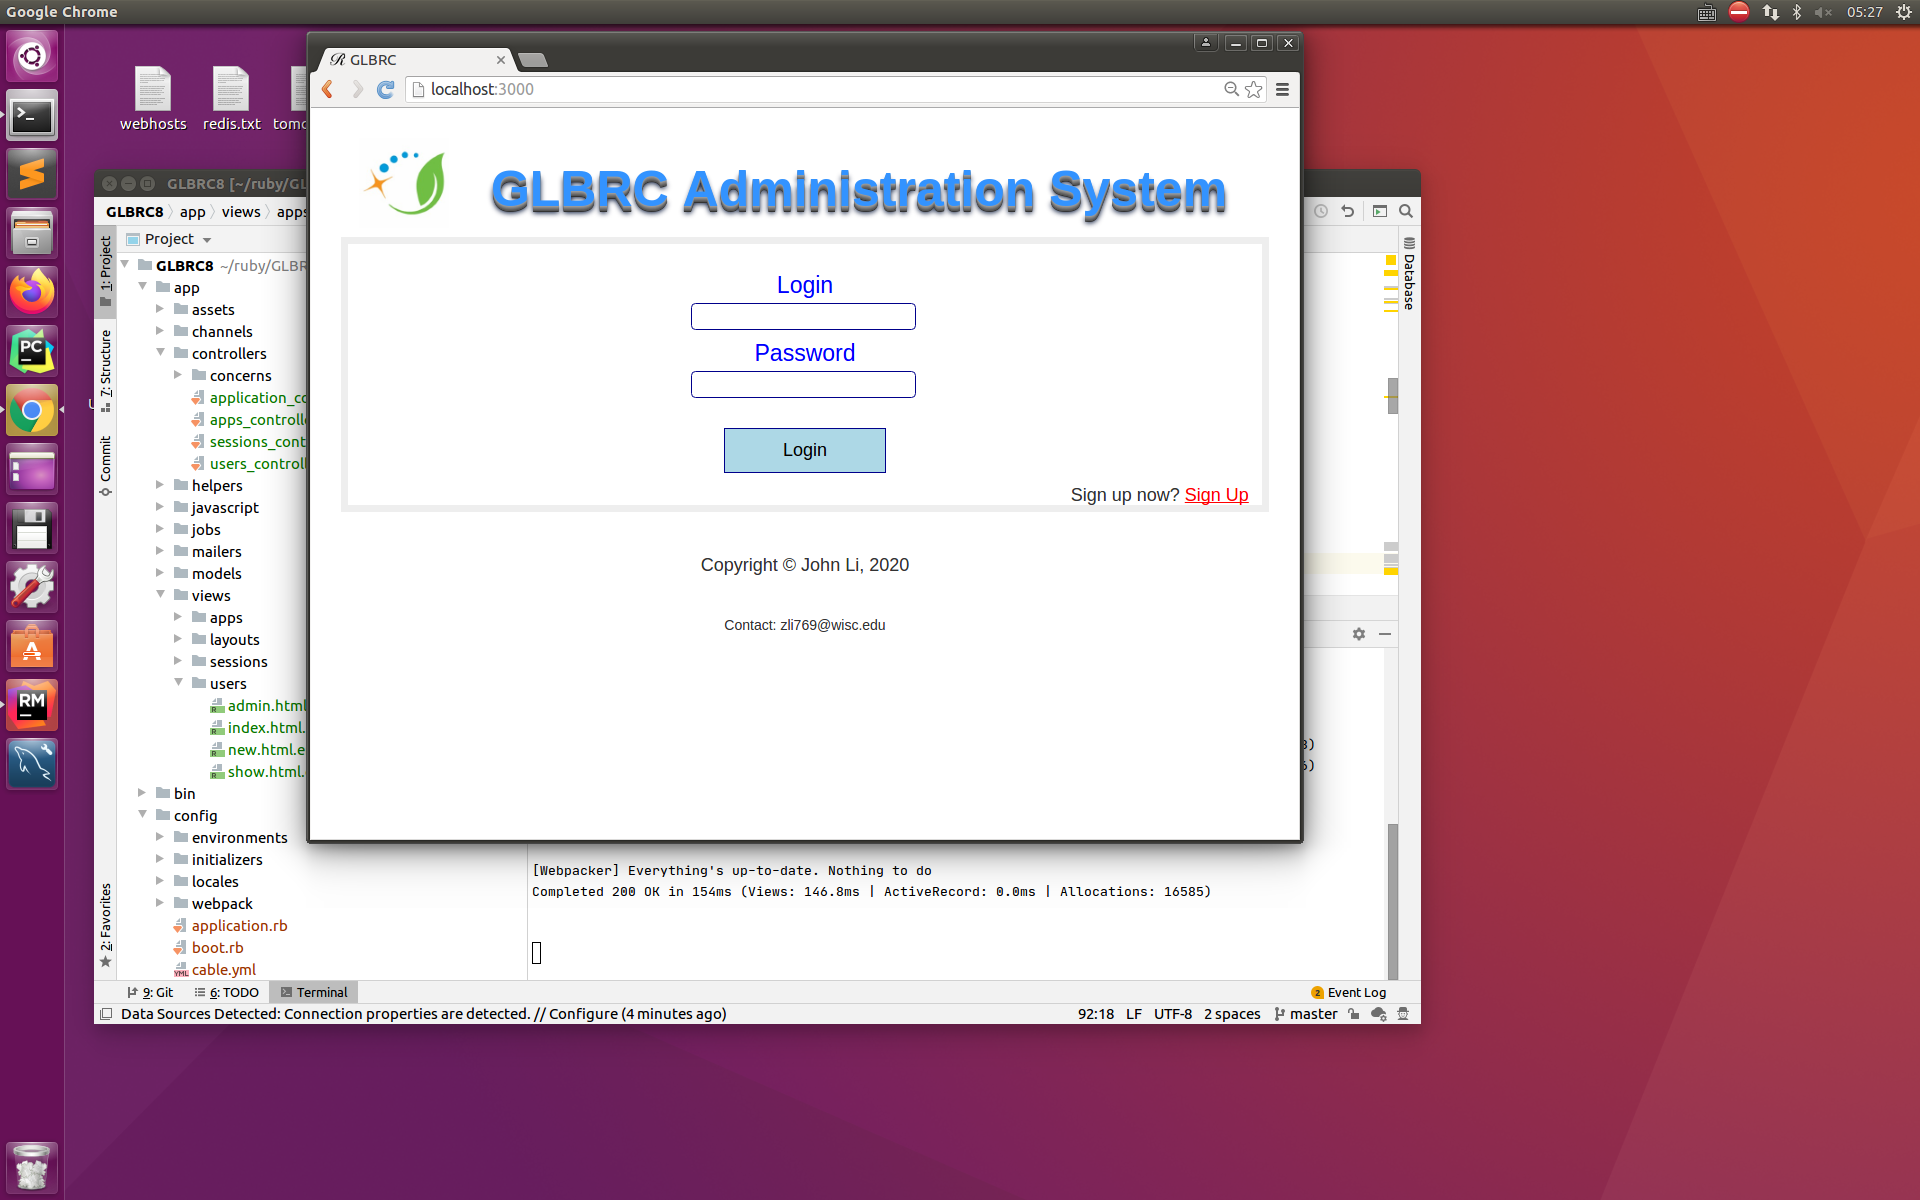 Google Chrome
05:27
webhosts
redis.txt
GLBRC
localhost:3000
GLBRC Administration System
Login
Password
Login
Sign up now? Sign Up
Copyright © John Li, 2020
Contact: zli769@wisc.edu
GLBRC8 [~/ruby/GL
GLBRC8
app
views
Project
1: Project
7: Structure
Commit
2: Favorites
Database
GLBRC8 ~/ruby/GLBR
app
assets
channels
controllers
concerns
application_co
apps_controll
sessions_cont
users_control
helpers
javascript
jobs
mailers
models
views
apps
layouts
sessions
users
admin.html
index.html.
new.html.e
show.html.
bin
config
environments
initializers
locales
webpack
application.rb
boot.rb
cable.yml
[Webpacker] Everything's up-to-date. Nothing to do
Completed 200 OK in 154ms (Views: 146.8ms | ActiveRecord: 0.0ms | Allocations: 16585)
9: Git
6: TODO
Terminal
2 Event Log
Data Sources Detected: Connection properties are detected. // Configure (4 minutes ago)
92:18
LF
UTF-8
2 spaces
master